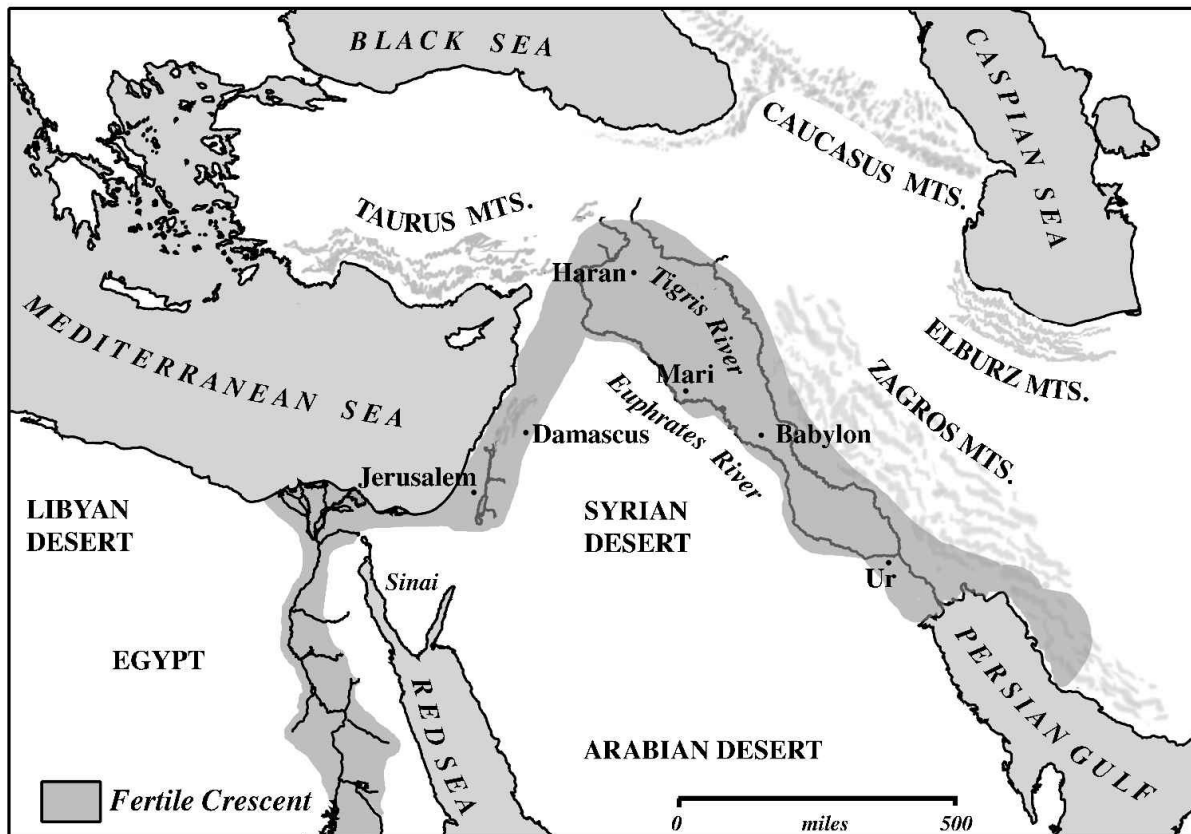 BLACK SEA
CASPIAN SEA
CAUCASUS MTS.
TAURUS MTS.
Haran
Tigris River
MEDITERRANEAN SEA
ELBURZ MTS.
Mari
ZAGROS MTS.
Euphrates River
Damascus
Babylon
Jerusalem
LIBYAN
DESERT
SYRIAN
DESERT
Ur
Sinai
EGYPT
PERSIAN GULF
RED SEA
ARABIAN DESERT
Fertile Crescent
0 miles 500